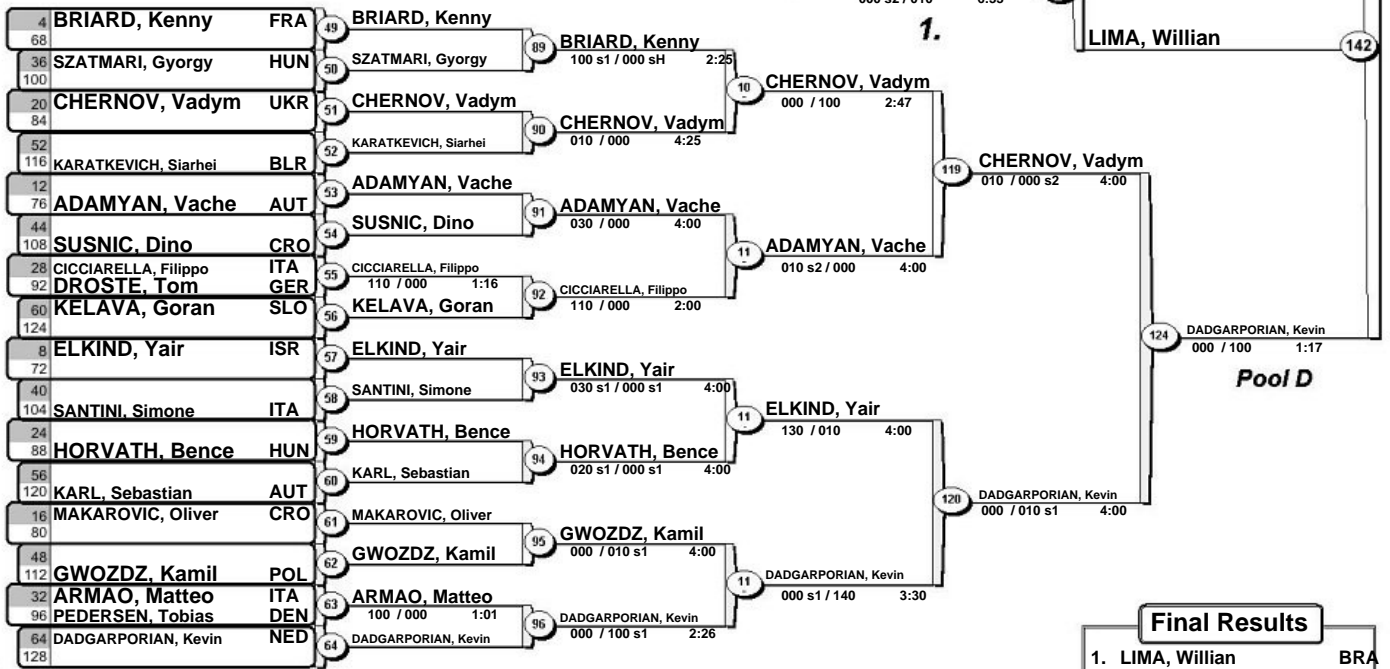 000 s2 / 010 0:55
1.
LIMA, Willian
142
4 BRIARD, Kenny FRA
68
36 SZATMARI, Gyorgy HUN
100
20 CHERNOV, Vadym UKR
84
52
116 KARATKEVICH, Siarhei BLR
12
76 ADAMYAN, Vache AUT
44
108 SUSNIC, Dino CRO
28 CICCIARELLA, Filippo ITA
92 DROSTE, Tom GER
60 KELAVA, Goran SLO
124
8 ELKIND, Yair ISR
72
40
104 SANTINI, Simone ITA
24
88 HORVATH, Bence HUN
56
120 KARL, Sebastian AUT
16 MAKAROVIC, Oliver CRO
80
48
112 GWOZDZ, Kamil POL
32 ARMAO, Matteo ITA
96 PEDERSEN, Tobias DEN
64 DADGARPORIAN, Kevin NED
128
49 BRIARD, Kenny
50 SZATMARI, Gyorgy
51 CHERNOV, Vadym
52 KARATKEVICH, Siarhei
53 ADAMYAN, Vache
54 SUSNIC, Dino
55 CICCIARELLA, Filippo
110 / 000 1:16
56 KELAVA, Goran
57 ELKIND, Yair
58 SANTINI, Simone
59 HORVATH, Bence
60 KARL, Sebastian
61 MAKAROVIC, Oliver
62 GWOZDZ, Kamil
63 ARMAO, Matteo
100 / 000 1:01
64 DADGARPORIAN, Kevin
89 BRIARD, Kenny
100 s1 / 000 sH 2:25
90 CHERNOV, Vadym
010 / 000 4:25
91 ADAMYAN, Vache
030 / 000 4:00
92 CICCIARELLA, Filippo
110 / 000 2:00
93 ELKIND, Yair
030 s1 / 000 s1 4:00
94 HORVATH, Bence
020 s1 / 000 s1 4:00
95 GWOZDZ, Kamil
000 / 010 s1 4:00
96 DADGARPORIAN, Kevin
000 / 100 s1 2:26
10 CHERNOV, Vadym
000 / 100 2:47
11 ADAMYAN, Vache
010 s2 / 000 4:00
11 ELKIND, Yair
130 / 010 4:00
11 DADGARPORIAN, Kevin
000 s1 / 140 3:30
119 CHERNOV, Vadym
010 / 000 s2 4:00
120 DADGARPORIAN, Kevin
000 / 010 s1 4:00
124 DADGARPORIAN, Kevin
000 / 100 1:17
Pool D
Final Results
1. LIMA, Willian BRA